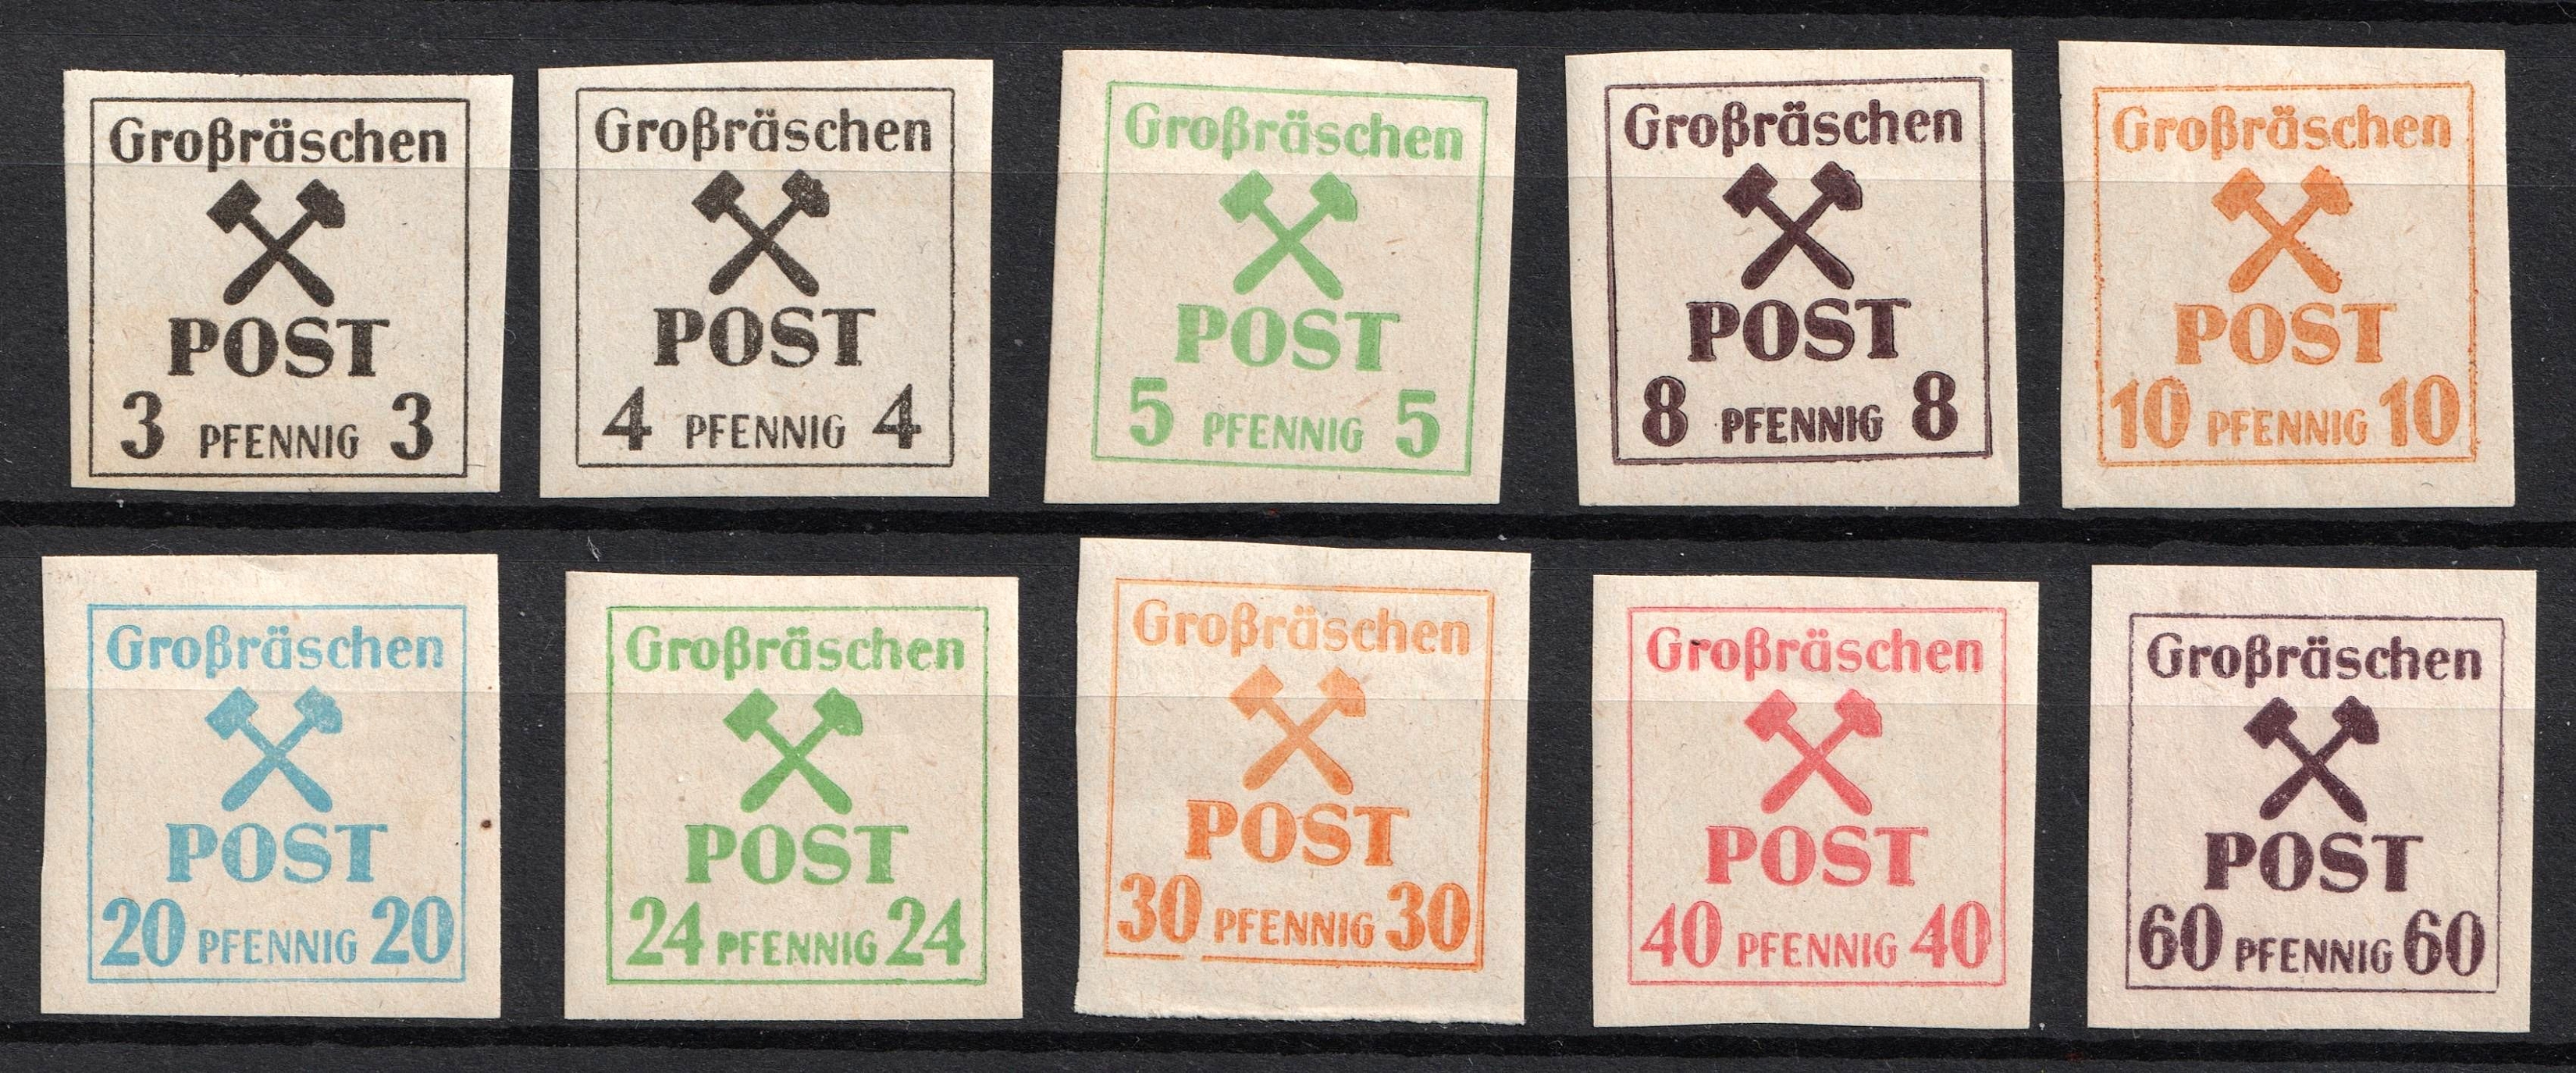 Großräschen
POST
3 PFENNIG 3
Großräschen
POST
4 PFENNIG 4
Großräschen
POST
5 PFENNIG 5
Großräschen
POST
8 PFENNIG 8
Großräschen
POST
10 PFENNIG 10
Großräschen
POST
20 PFENNIG 20
Großräschen
POST
24 PFENNIG 24
Großräschen
POST
30 PFENNIG 30
Großräschen
POST
40 PFENNIG 40
Großräschen
POST
60 PFENNIG 60